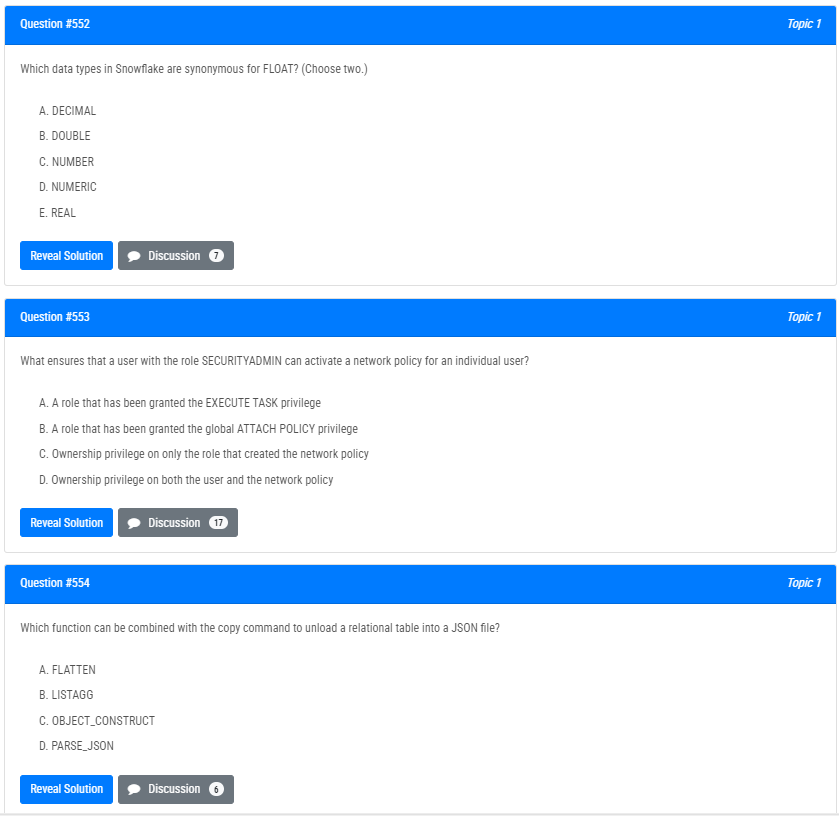 Question #552
Topic 1
Which data types in Snowflake are synonymous for FLOAT? (Choose two.)
A. DECIMAL
B. DOUBLE
C. NUMBER
D. NUMERIC
E. REAL
Reveal Solution
Discussion 7
Question #553
Topic 1
What ensures that a user with the role SECURITYADMIN can activate a network policy for an individual user?
A. A role that has been granted the EXECUTE TASK privilege
B. A role that has been granted the global ATTACH POLICY privilege
C. Ownership privilege on only the role that created the network policy
D. Ownership privilege on both the user and the network policy
Reveal Solution
Discussion 17
Question #554
Topic 1
Which function can be combined with the copy command to unload a relational table into a JSON file?
A. FLATTEN
B. LISTAGG
C. OBJECT_CONSTRUCT
D. PARSE_JSON
Reveal Solution
Discussion 6